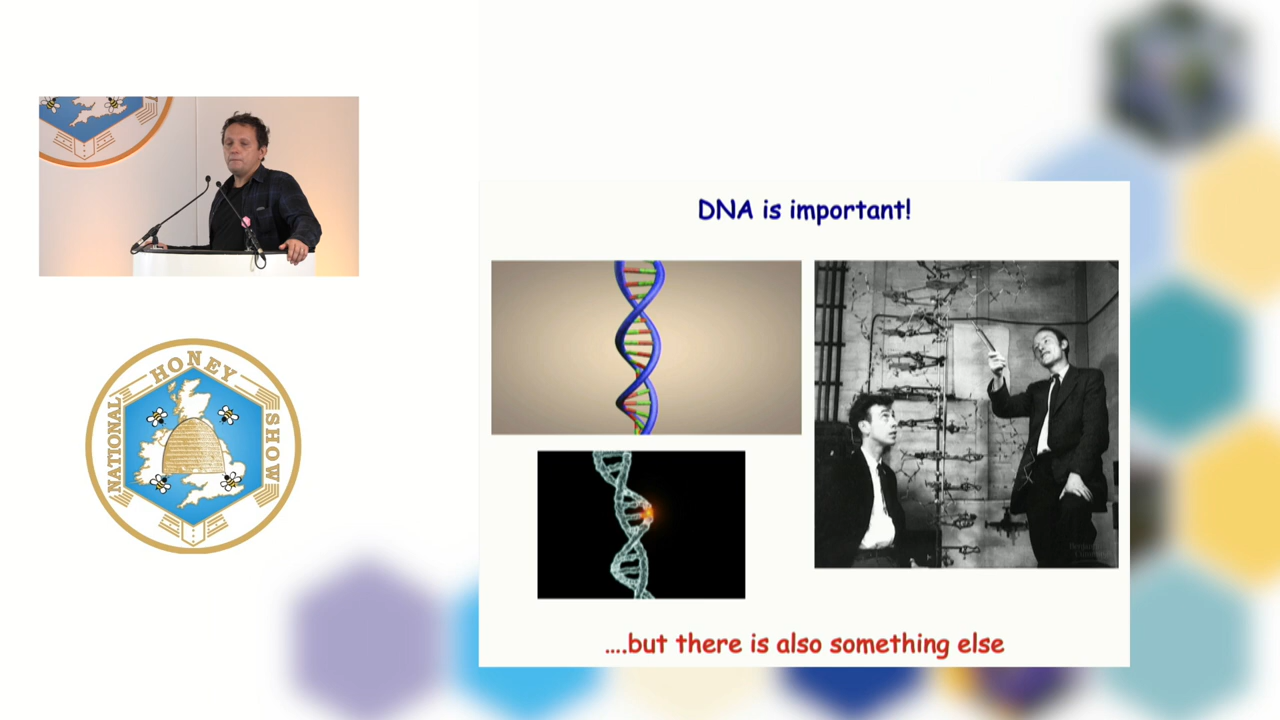 NATIONAL HONEY SHOW
DNA is important!
....but there is also something else